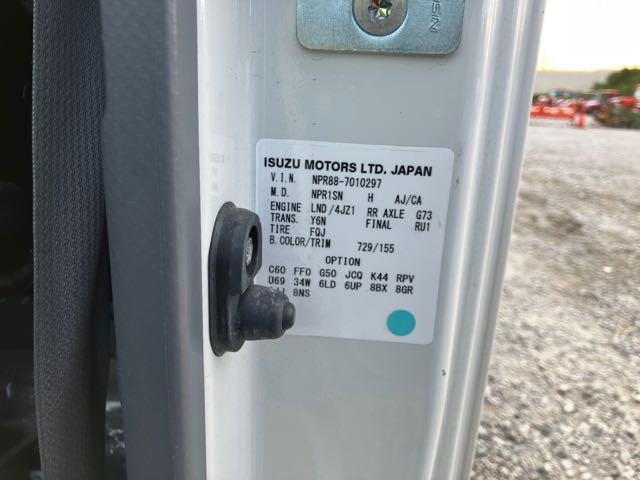 ISUZU MOTORS LTD. JAPAN
V.I.N. NPR88-7010297
M.D. NPR1SN H AJ/CA
ENGINE LND/4JZ1 RR AXLE G73
TRANS. Y6N FINAL RU1
TIRE FQJ
B.COLOR/TRIM 729/155
OPTION
C60 FF0 G50 JCQ K44 RPV
U69 34W 6LD 6UP 8BX 8GR
8NS